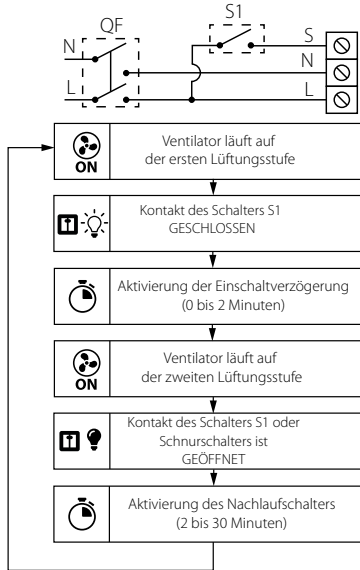 QF
S1
S
N
N
L
L
ON
Ventilator läuft auf
der ersten Lüftungsstufe
Kontakt des Schalters S1
GESCHLOSSEN
Aktivierung der Einschaltverzögerung
(0 bis 2 Minuten)
ON
Ventilator läuft auf
der zweiten Lüftungsstufe
Kontakt des Schalters S1 oder
Schnurschalters ist
GEÖFFNET
Aktivierung des Nachlaufschalters
(2 bis 30 Minuten)